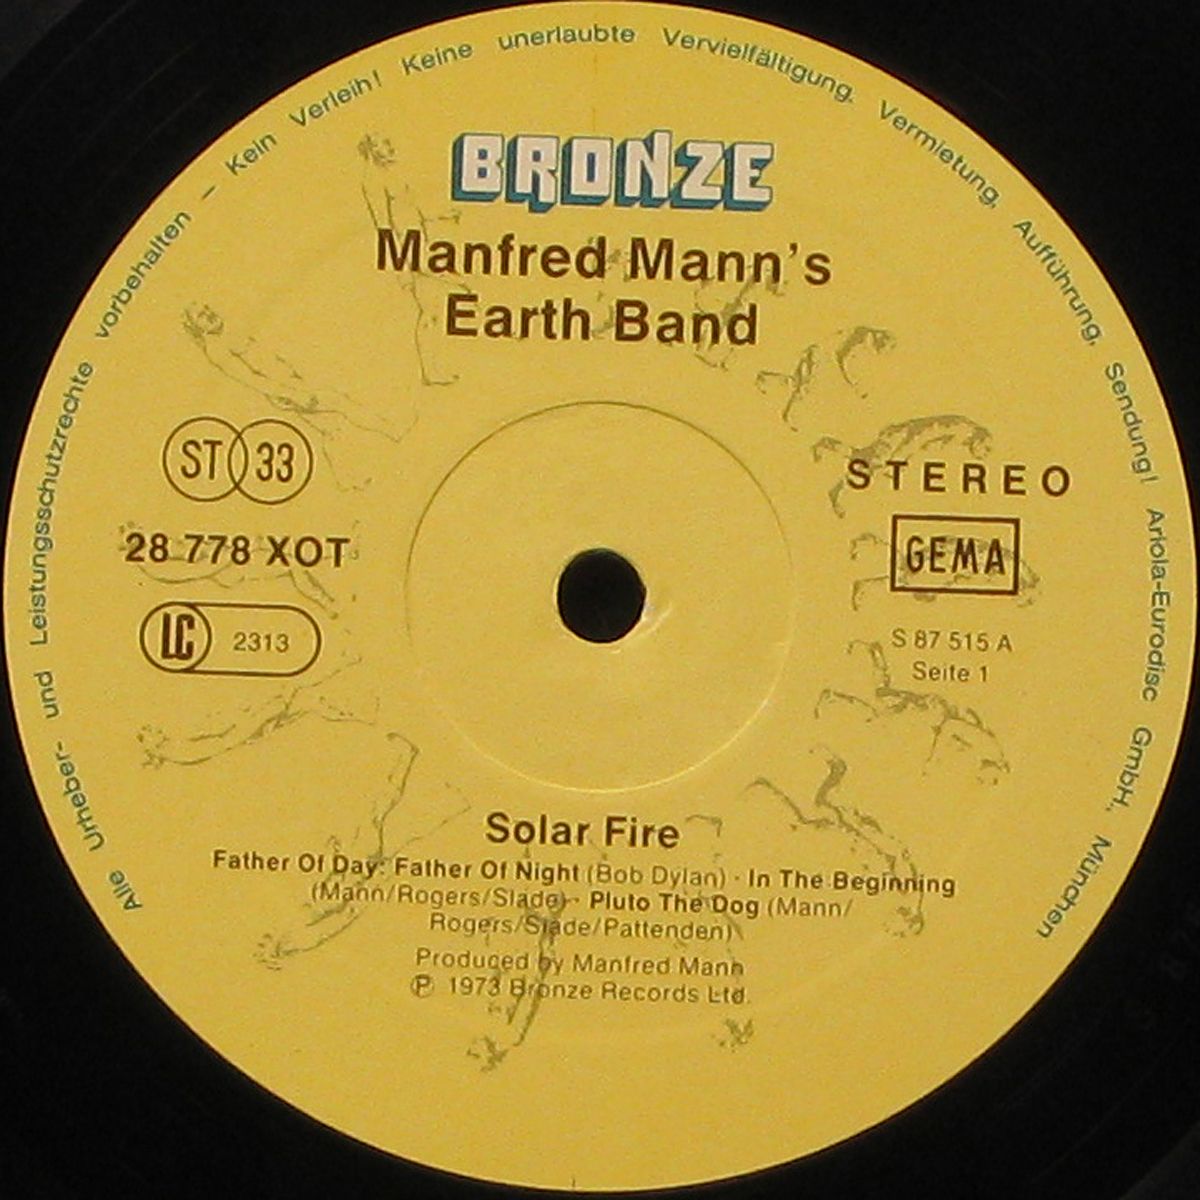 Alle Urheber- und Leistungsschutzrechte vorbehalten – Kein Verleih! Keine unerlaubte Vervielfältigung, Vermietung, Aufführung, Sendung! Ariola-Eurodisc GmbH., München
BRONZE
Manfred Mann's
Earth Band
ST 33
STEREO
28 778 XOT
GEMA
LC 2313
S 87 515 A
Seite 1
Solar Fire
Father Of Day: Father Of Night (Bob Dylan) · In The Beginning
(Mann/Rogers/Slade) · Pluto The Dog (Mann/
Rogers/Slade/Pattenden)
Produced by Manfred Mann
℗ 1973 Bronze Records Ltd.